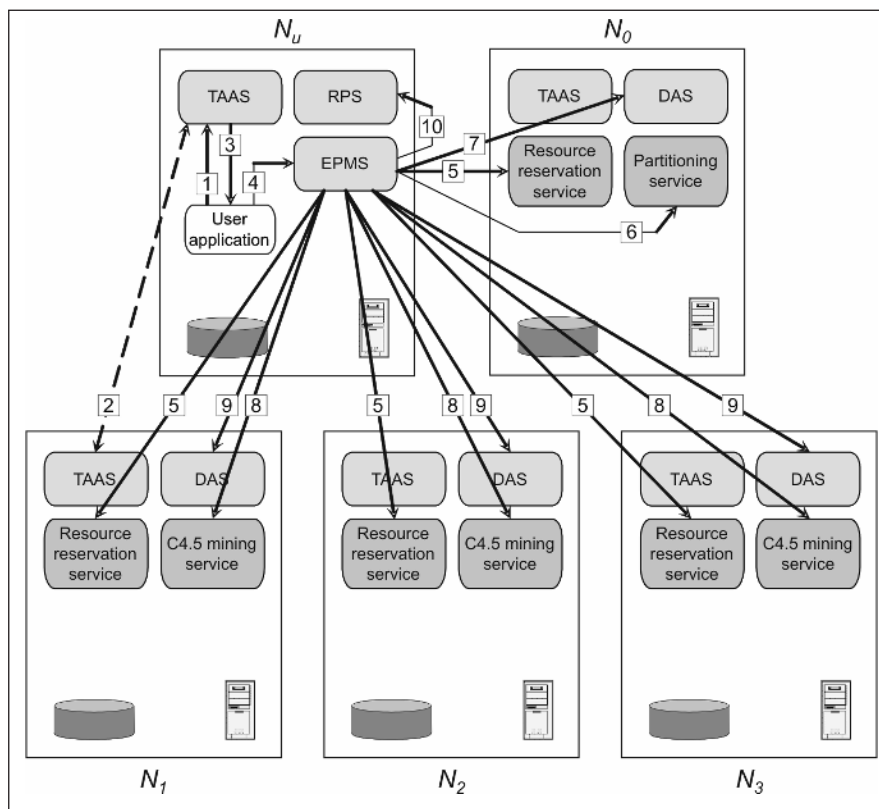 Nu
N0
TAAS
RPS
TAAS
DAS
10
3
7
EPMS
Resource
reservation
service
Partitioning
service
1
4
5
User
application
6
2
5
9
8
5
8
9
5
8
9
TAAS
DAS
TAAS
DAS
TAAS
DAS
Resource
reservation
service
C4.5 mining
service
Resource
reservation
service
C4.5 mining
service
Resource
reservation
service
C4.5 mining
service
N1
N2
N3